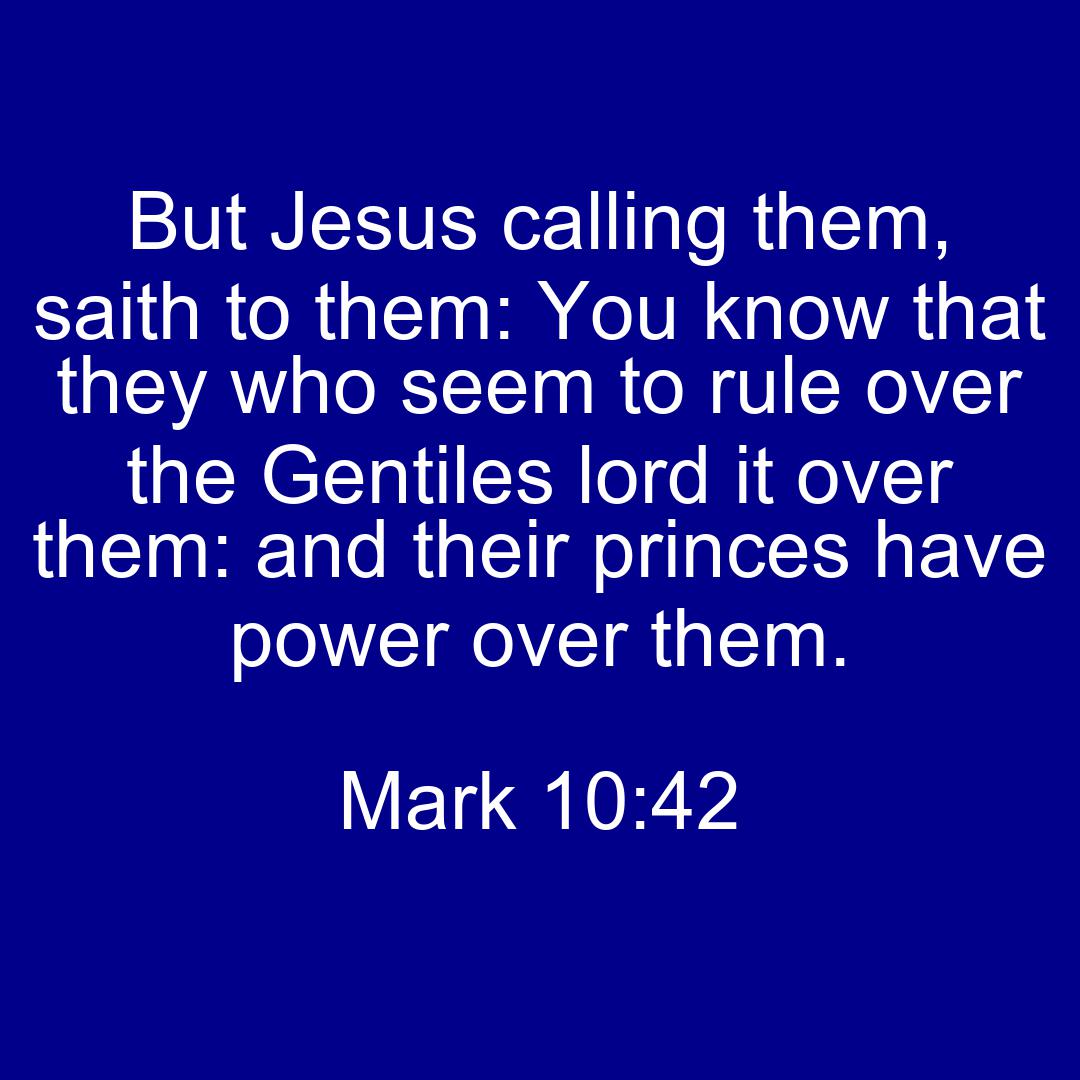 But Jesus calling them,
saith to them: You know that
they who seem to rule over
the Gentiles lord it over
them: and their princes have
power over them.
Mark 10:42